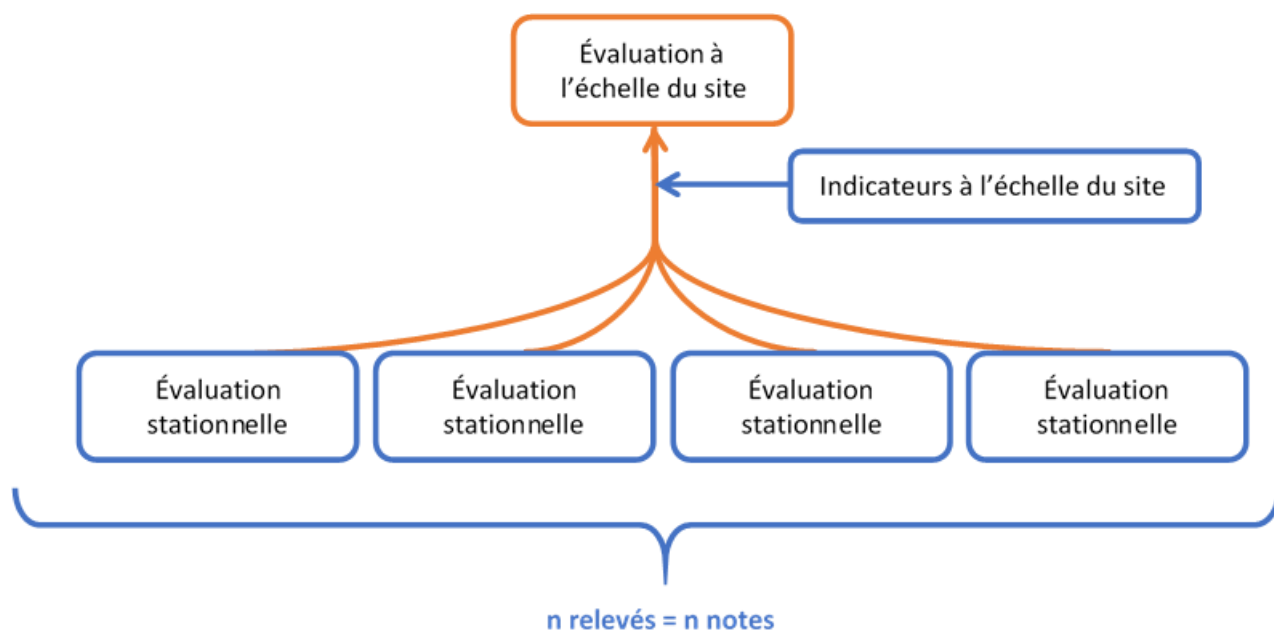 Évaluation à
l'échelle du site
Indicateurs à l'échelle du site
Évaluation
stationnelle
Évaluation
stationnelle
Évaluation
stationnelle
Évaluation
stationnelle
n relevés = n notes